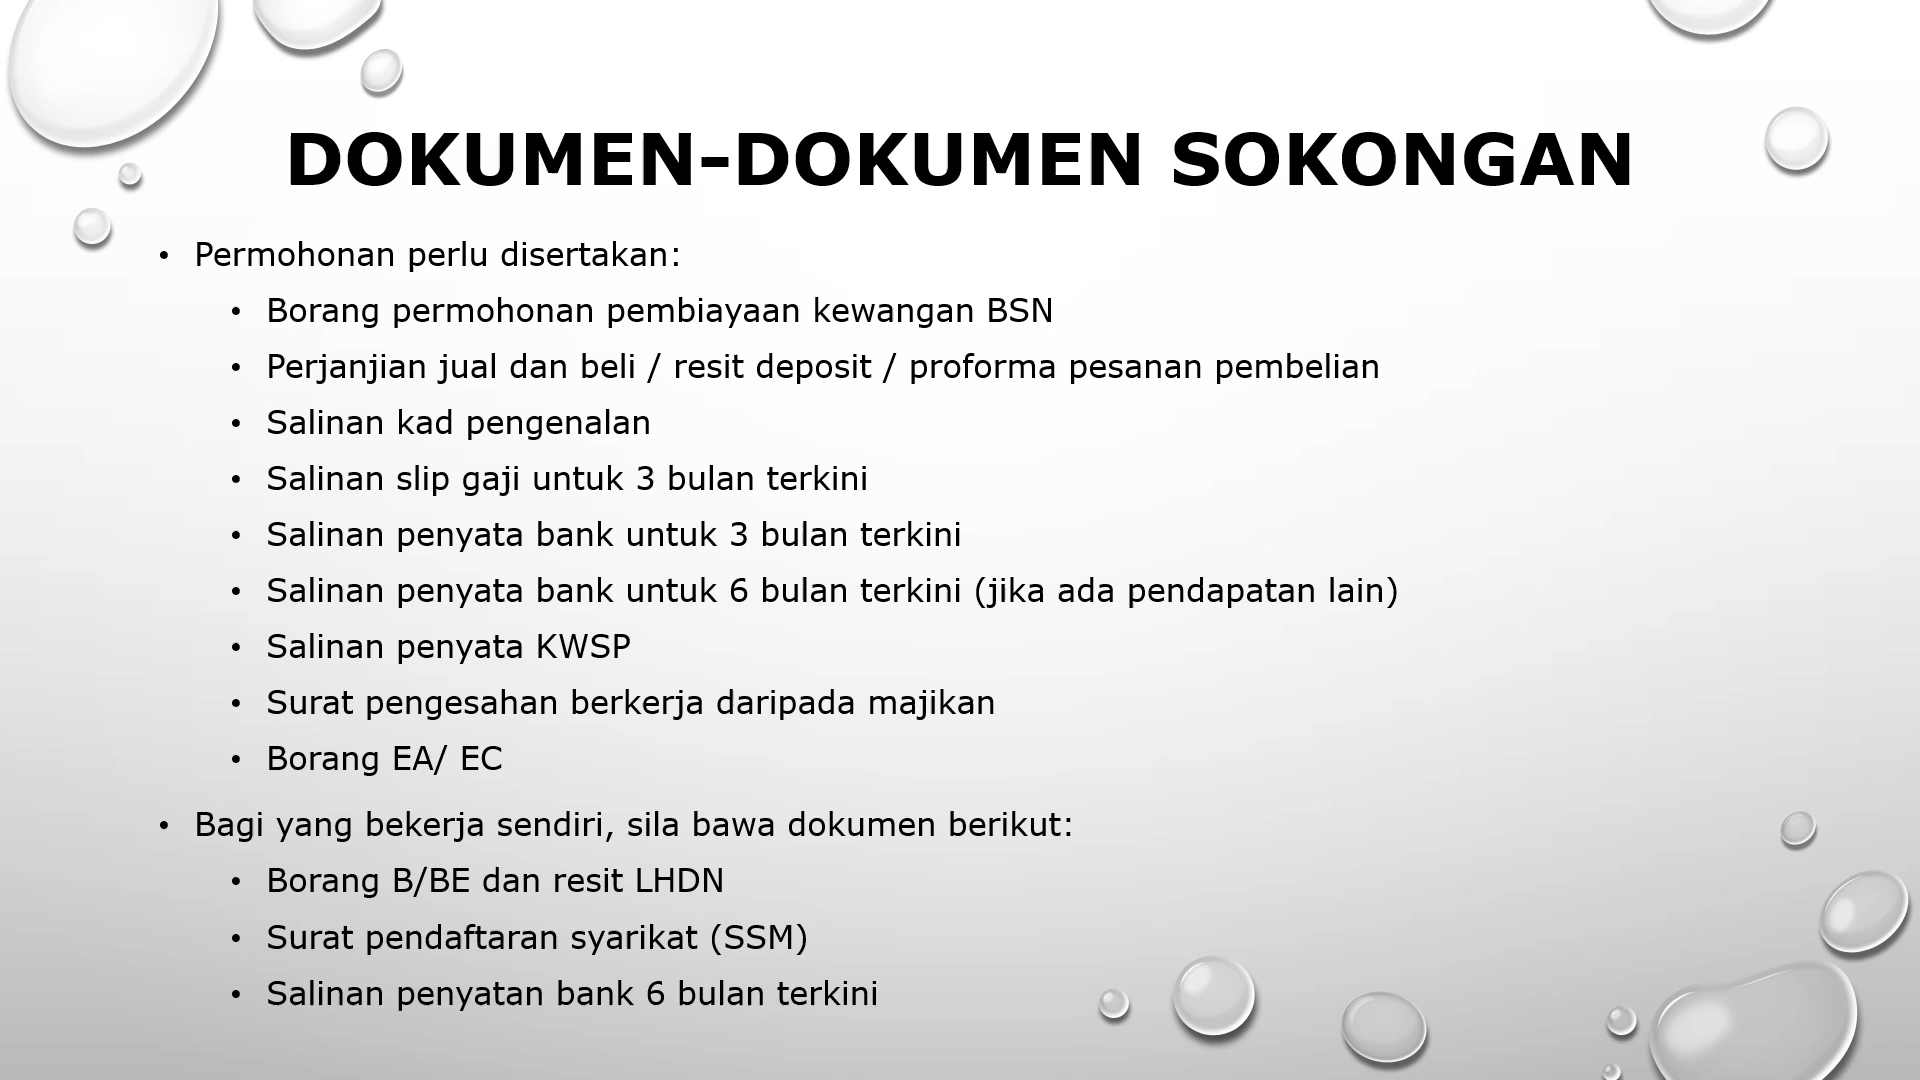 DOKUMEN–DOKUMEN SOKONGAN
• Permohonan perlu disertakan:
• Borang permohonan pembiayaan kewangan BSN
• Perjanjian jual dan beli / resit deposit / proforma pesanan pembelian
• Salinan kad pengenalan
• Salinan slip gaji untuk 3 bulan terkini
• Salinan penyata bank untuk 3 bulan terkini
• Salinan penyata bank untuk 6 bulan terkini (jika ada pendapatan lain)
• Salinan penyata KWSP
• Surat pengesahan berkerja daripada majikan
• Borang EA/ EC
• Bagi yang bekerja sendiri, sila bawa dokumen berikut:
• Borang B/BE dan resit LHDN
• Surat pendaftaran syarikat (SSM)
• Salinan penyatan bank 6 bulan terkini